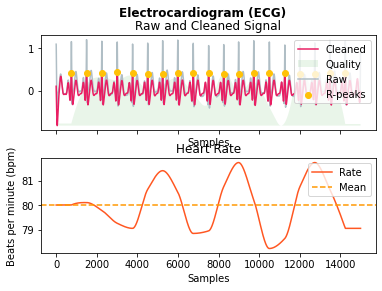 Electrocardiogram (ECG)
Raw and Cleaned Signal
1
0
Cleaned
Quality
Raw
R-peaks
Samples
Heart Rate
Beats per minute (bpm)
81
80
79
Rate
Mean
0
2000
4000
6000
8000
10000
12000
14000
Samples